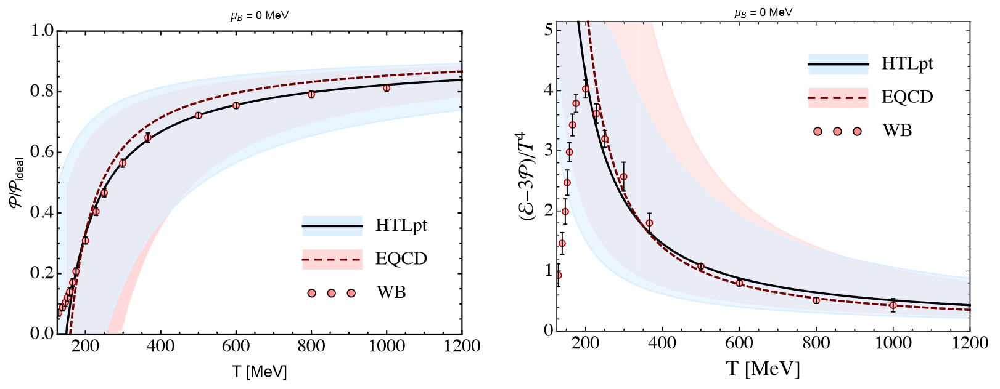 μB = 0 MeV
1.0
0.8
0.6
0.4
0.2
0.0
𝒫/𝒫ideal
HTLpt
EQCD
WB
200 400 600 800 1000 1200
T [MeV]
μB = 0 MeV
5
4
3
2
1
0
(ℰ−3𝒫)/T⁴
HTLpt
EQCD
WB
200 400 600 800 1000 1200
T [MeV]